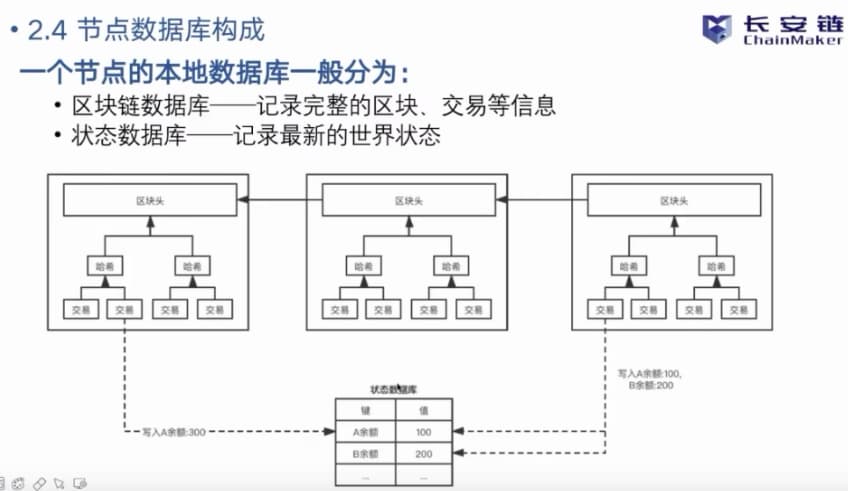 • 2.4 节点数据库构成
长安链
ChainMaker
一个节点的本地数据库一般分为：
• 区块链数据库——记录完整的区块、交易等信息
• 状态数据库——记录最新的世界状态
区块头 区块头 区块头
哈希 哈希 哈希 哈希 哈希 哈希
交易 交易 交易 交易 交易 交易 交易 交易 交易 交易 交易 交易
写入A余额:100,
B余额:200
状态数据库
键 值
写入A余额:300
A余额 100
B余额 200
... ...